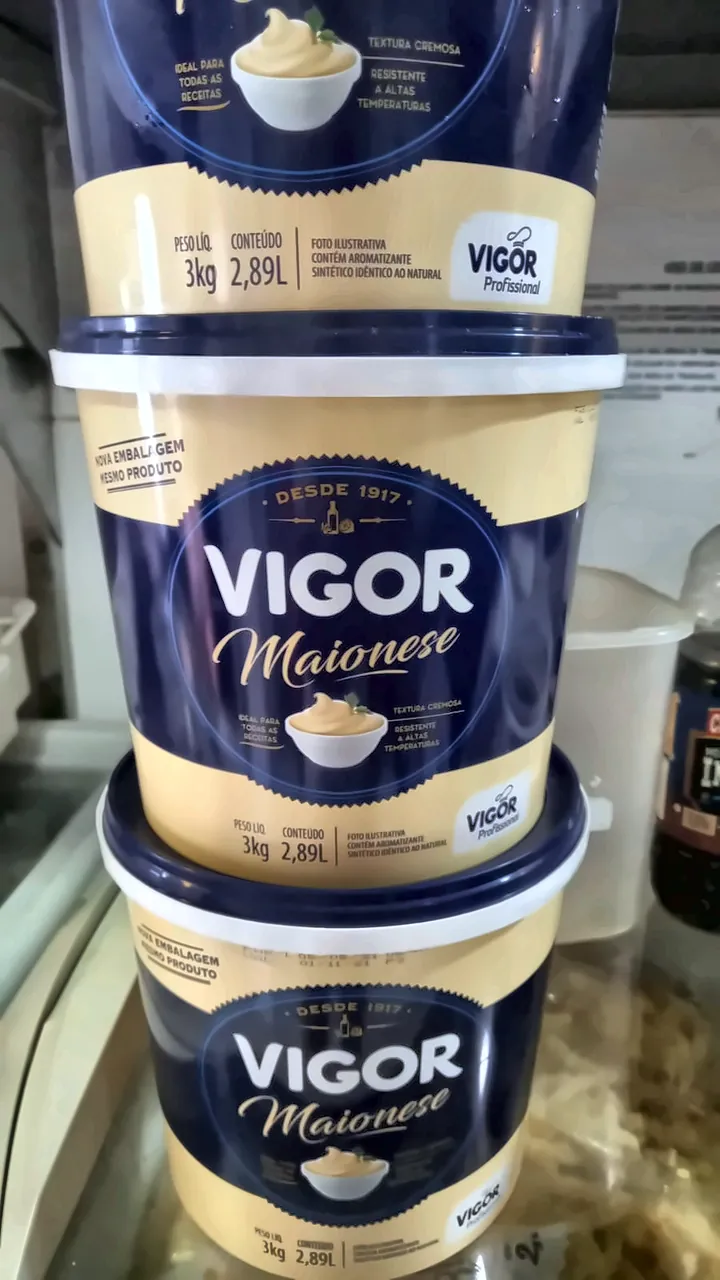 IDEAL PARA
TODAS AS
RECEITAS
TEXTURA CREMOSA
RESISTENTE
A ALTAS
TEMPERATURAS
PESO LÍQ.
3kg
CONTEÚDO
2,89L
FOTO ILUSTRATIVA
CONTÉM AROMATIZANTE
SINTÉTICO IDÊNTICO AO NATURAL
VIGOR
Profissional
NOVA EMBALAGEM
MESMO PRODUTO
DESDE 1917
VIGOR
Maionese
IDEAL PARA
TODAS AS
RECEITAS
TEXTURA CREMOSA
RESISTENTE
A ALTAS
TEMPERATURAS
PESO LÍQ.
3kg
CONTEÚDO
2,89L
FOTO ILUSTRATIVA
CONTÉM AROMATIZANTE
SINTÉTICO IDÊNTICO AO NATURAL
VIGOR
Profissional
NOVA EMBALAGEM
MESMO PRODUTO
01 11 21
DESDE 1917
VIGOR
Maionese
PESO LÍQ.
3kg
CONTEÚDO
2,89L
VIGOR